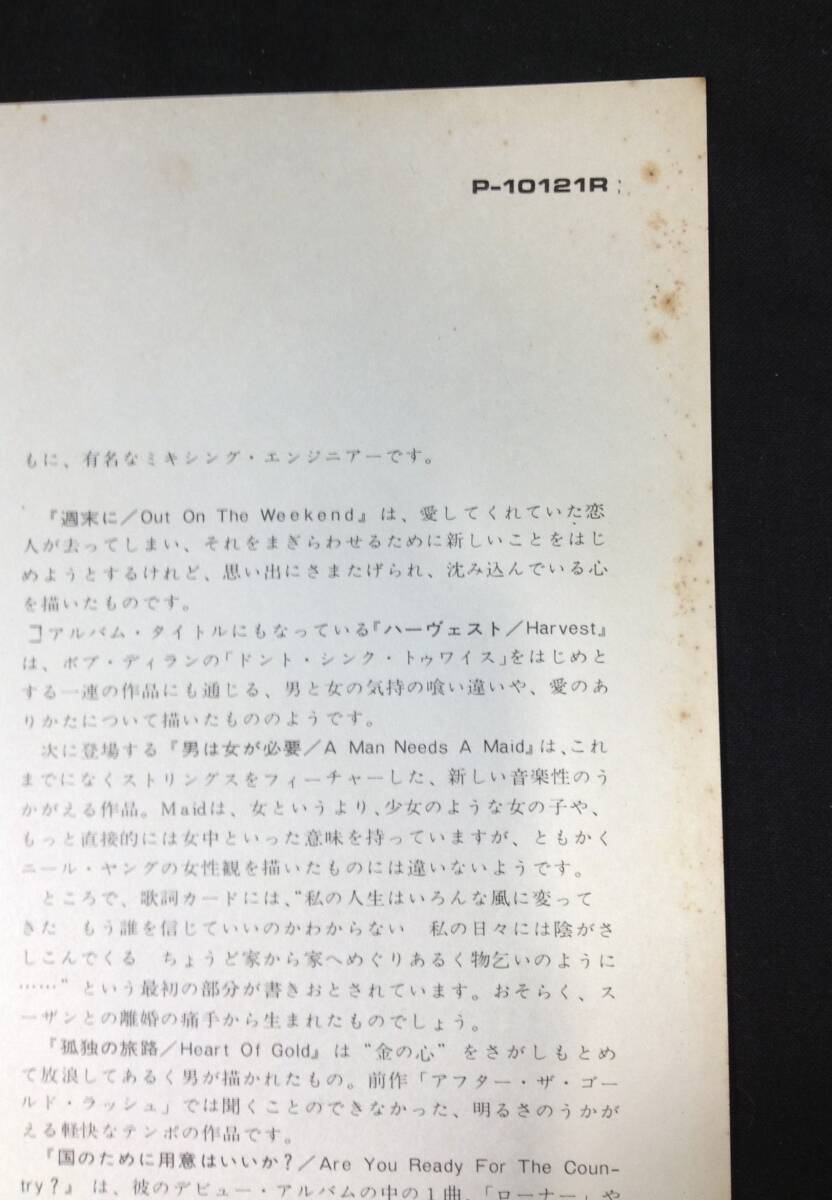 P-10121R
もに、有名なミキシング・エンジニアーです。
『週末に／Out On The Weekend』は、愛してくれていた恋
人が去ってしまい、それをまぎらわせるために新しいことをはじ
めようとするけれど、思い出にさまたげられ、沈み込んでいる心
を描いたものです。
アルバム・タイトルにもなっている『ハーヴェスト／Harvest』
は、ボブ・ディランの「ドント・シンク・トゥワイス」をはじめと
する一連の作品にも通じる、男と女の気持の喰い違いや、愛のあ
りかたについて描いたもののようです。
次に登場する『男は女が必要／A Man Needs A Maid』は、これ
までになくストリングスをフィーチャーした、新しい音楽性のう
かがえる作品。Maidは、女というより、少女のような女の子や、
もっと直接的には女中といった意味を持っていますが、ともかく
ニール・ヤングの女性観を描いたものには違いないようです。
ところで、歌詞カードには、“私の人生はいろんな風に変って
きた　もう誰を信じていいのかわからない　私の日々には陰がさ
しこんでくる　ちょうど家から家へめぐりあるく物乞いのように
……” という最初の部分が書きおとされています。おそらく、ス
ーザンとの離婚の痛手から生まれたものでしょう。
『孤独の旅路／Heart Of Gold』は “金の心” をさがしもとめ
て放浪してあるく男が描かれたもの。前作「アフター・ザ・ゴー
ルド・ラッシュ」では聞くことのできなかった、明るさのうかが
える軽快なテンポの作品です。
『国のために用意はいいか？／Are You Ready For The Coun-
try？』は、彼のデビュー・アルバムの中の１曲、「ローナー」や